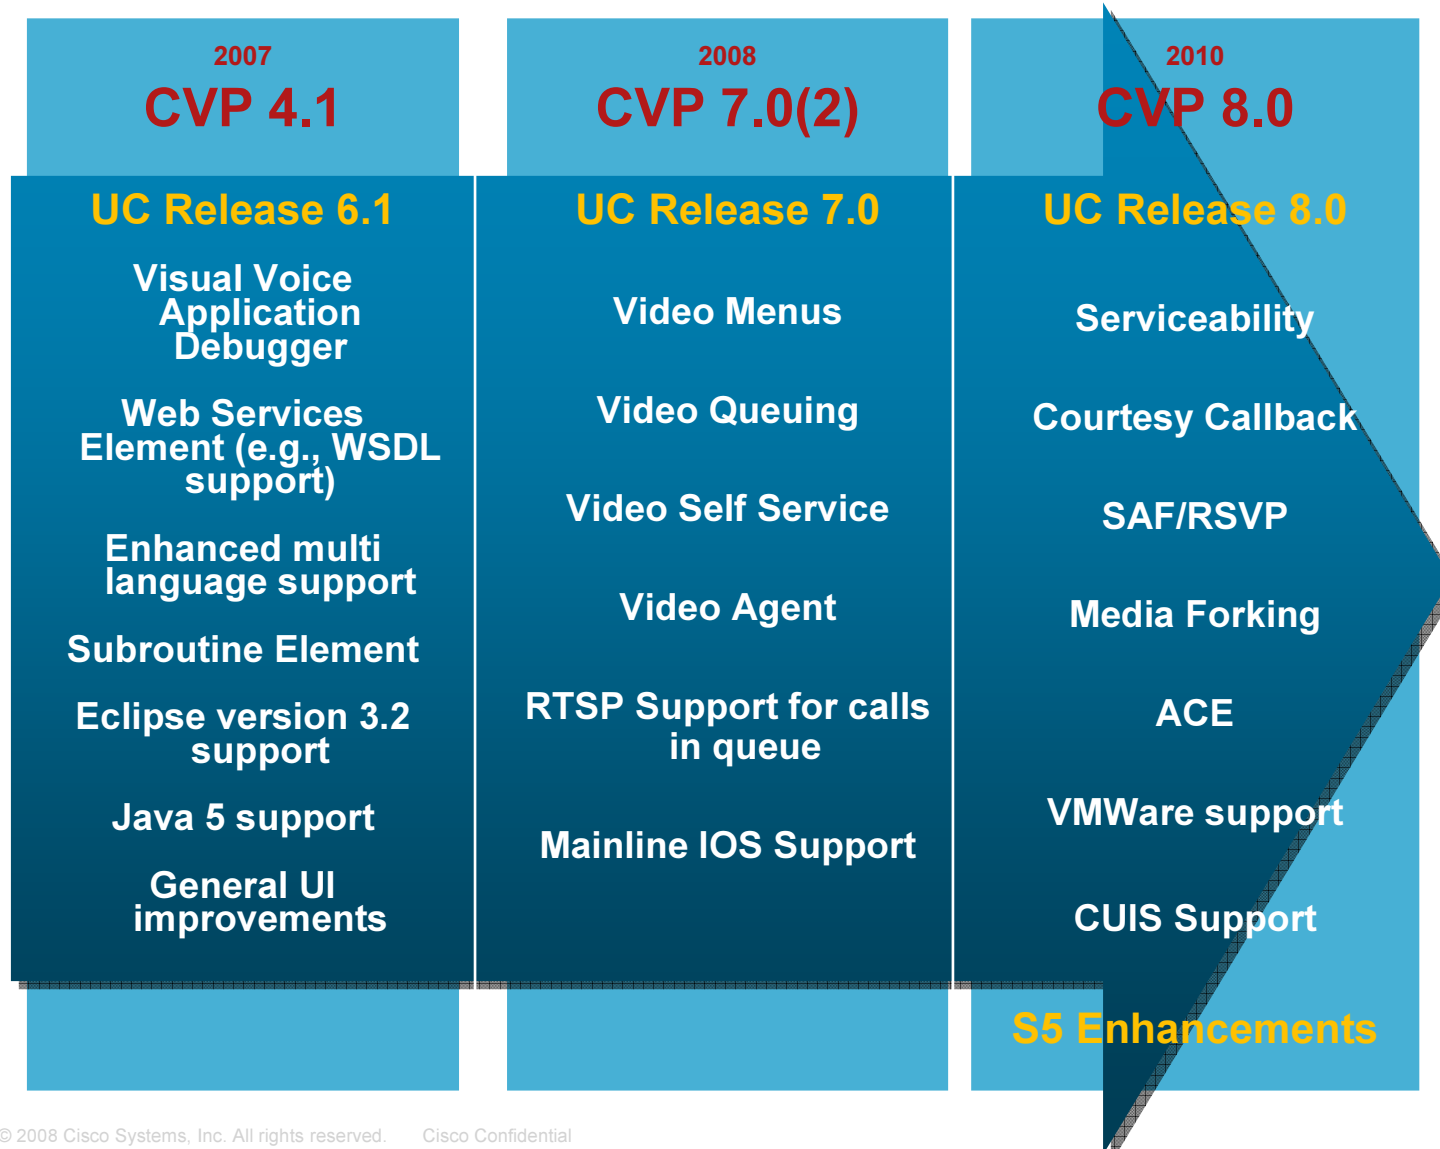 2007
CVP 4.1
UC Release 6.1
Visual Voice
Application
Debugger
Web Services
Element (e.g., WSDL
support)
Enhanced multi
language support
Subroutine Element
Eclipse version 3.2
support
Java 5 support
General UI
improvements
2008
CVP 7.0(2)
UC Release 7.0
Video Menus
Video Queuing
Video Self Service
Video Agent
RTSP Support for calls
in queue
Mainline IOS Support
2010
CVP 8.0
UC Release 8.0
Serviceability
Courtesy Callback
SAF/RSVP
Media Forking
ACE
VMWare support
CUIS Support
S5 Enhancements
© 2008 Cisco Systems, Inc. All rights reserved. Cisco Confidential